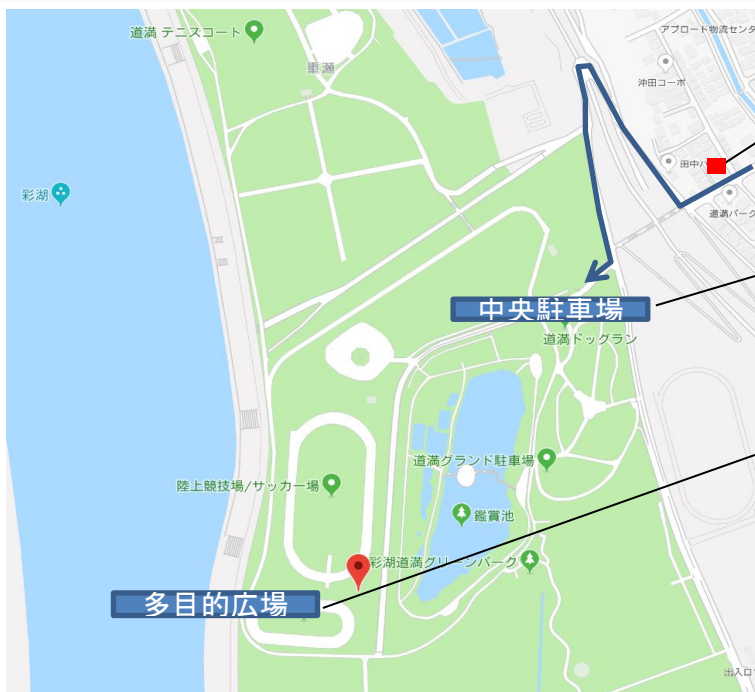 道満 テニスコート
アプロード物流センタ
重瀬
沖田コーポ
田中ハ
彩湖
道満パーク
中央駐車場
道満ドッグラン
道満グランド駐車場
陸上競技場/サッカー場
鑑賞池
彩湖道満グリーンパーク
多目的広場
出入口